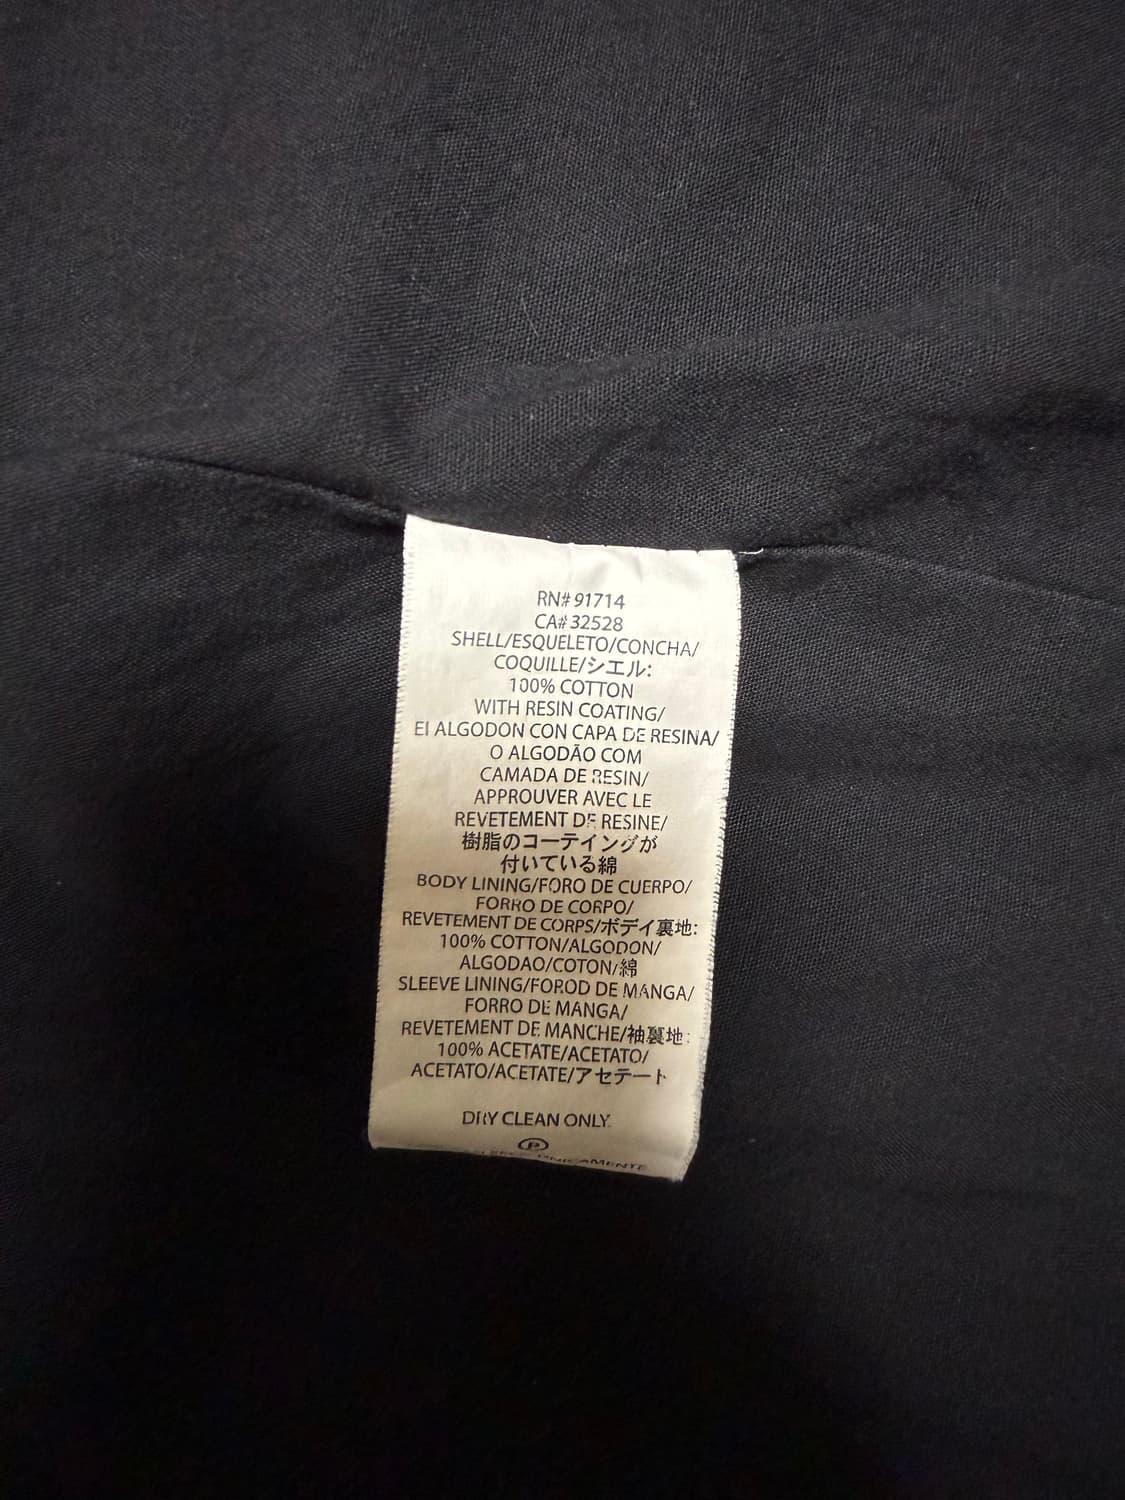 RN# 91714
CA# 32528
SHELL/ESQUELETO/CONCHA/
COQUILLE/シエル:
100% COTTON
WITH RESIN COATING/
EI ALGODON CON CAPA DE RESINA/
O ALGODÃO COM
CAMADA DE RESIN/
APPROUVER AVEC LE
REVETEMENT DE RESINE/
樹脂のコーテイングが
付いている綿
BODY LINING/FORO DE CUERPO/
FORRO DE CORPO/
REVETEMENT DE CORPS/ボデイ裏地:
100% COTTON/ALGODON/
ALGODAO/COTON/綿
SLEEVE LINING/FOROD DE MANGA/
FORRO DE MANGA/
REVETEMENT DE MANCHE/袖裏地:
100% ACETATE/ACETATO/
ACETATO/ACETATE/アセテート
DRY CLEAN ONLY.
P
UNICAMENTE